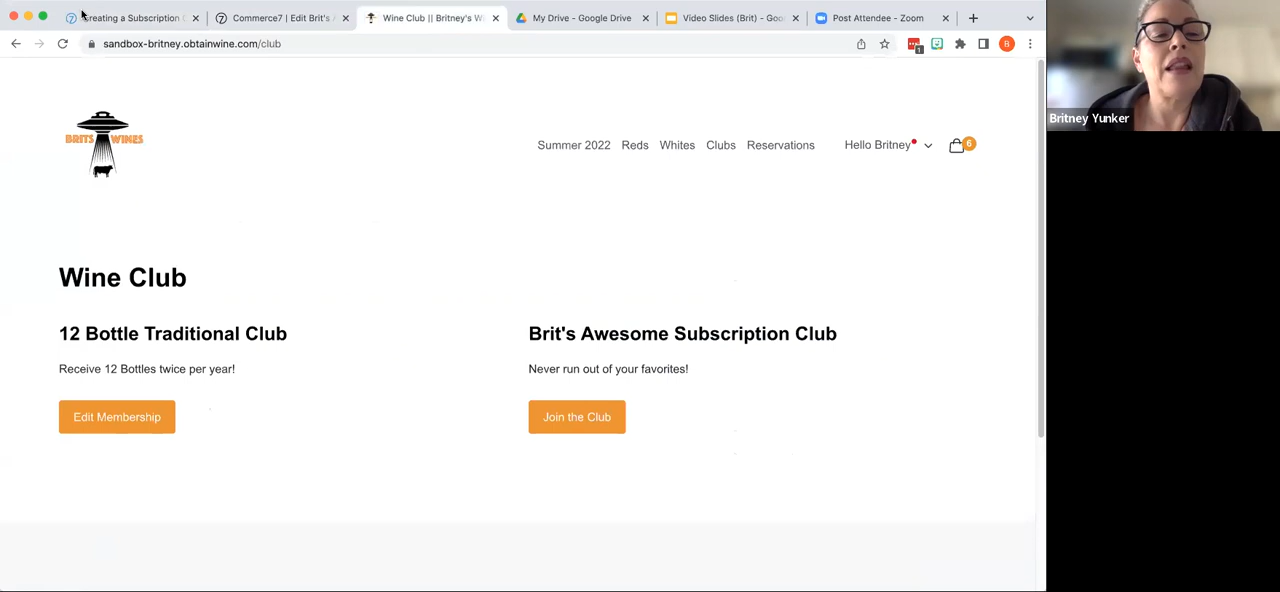 Creating a Subscription C
Commerce7 | Edit Brit's A
Wine Club || Britney's Wi
My Drive - Google Drive
Video Slides (Brit) - Goo
Post Attendee - Zoom
sandbox-britney.obtainwine.com/club
1
B
Britney Yunker
BRITS WINES
Summer 2022 Reds Whites Clubs Reservations Hello Britney 6
Wine Club
12 Bottle Traditional Club
Receive 12 Bottles twice per year!
Edit Membership
Brit's Awesome Subscription Club
Never run out of your favorites!
Join the Club